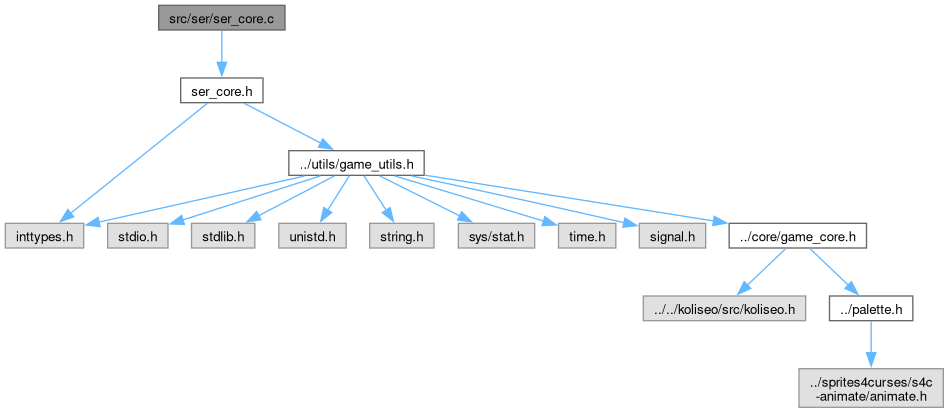 src/ser/ser_core.c
ser_core.h
../utils/game_utils.h
inttypes.h
stdio.h
stdlib.h
unistd.h
string.h
sys/stat.h
time.h
signal.h
../core/game_core.h
../../koliseo/src/koliseo.h
../palette.h
../sprites4curses/s4c
-animate/animate.h